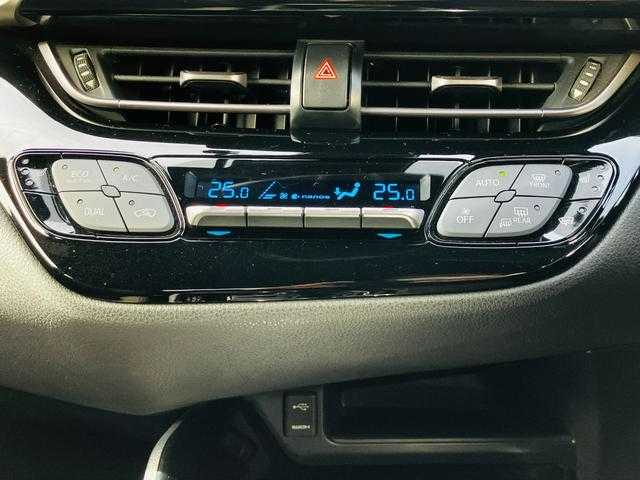 ECO
A/C
DUAL
25.0
nanoe
25.0
AUTO
FRONT
OFF
REAR